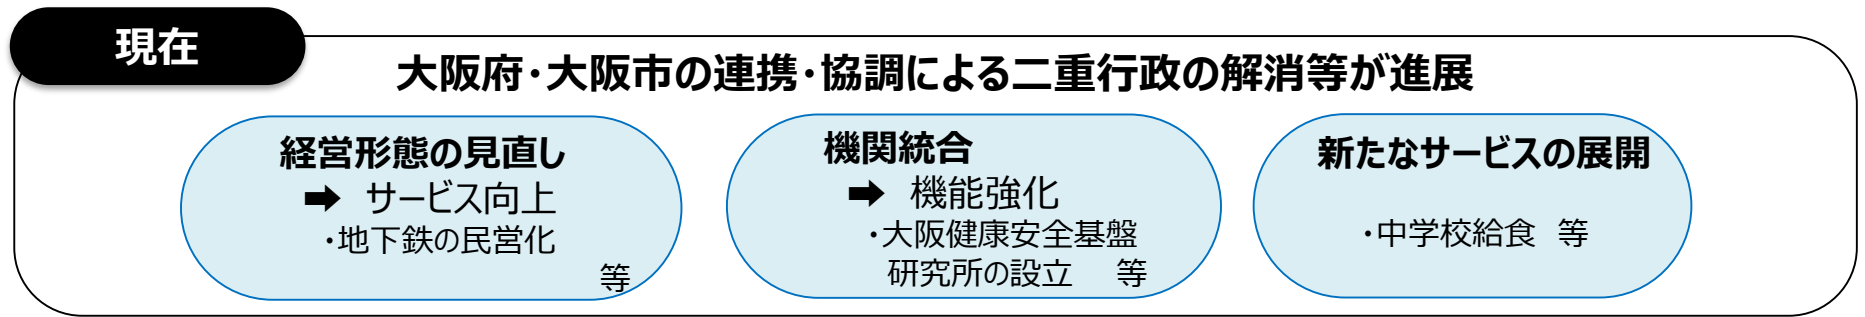 現在
大阪府・大阪市の連携・協調による二重行政の解消等が進展
経営形態の見直し
➡ サービス向上
・地下鉄の民営化
等
機関統合
➡ 機能強化
・大阪健康安全基盤
研究所の設立 等
新たなサービスの展開
・中学校給食 等